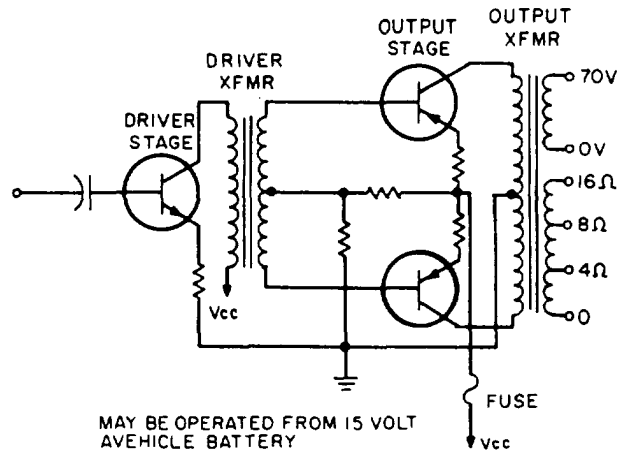 OUTPUT
XFMR
OUTPUT
STAGE
DRIVER
XFMR
DRIVER
STAGE
70V
0V
16Ω
8Ω
4Ω
0
Vcc
FUSE
Vcc
MAY BE OPERATED FROM 15 VOLT
AVEHICLE BATTERY